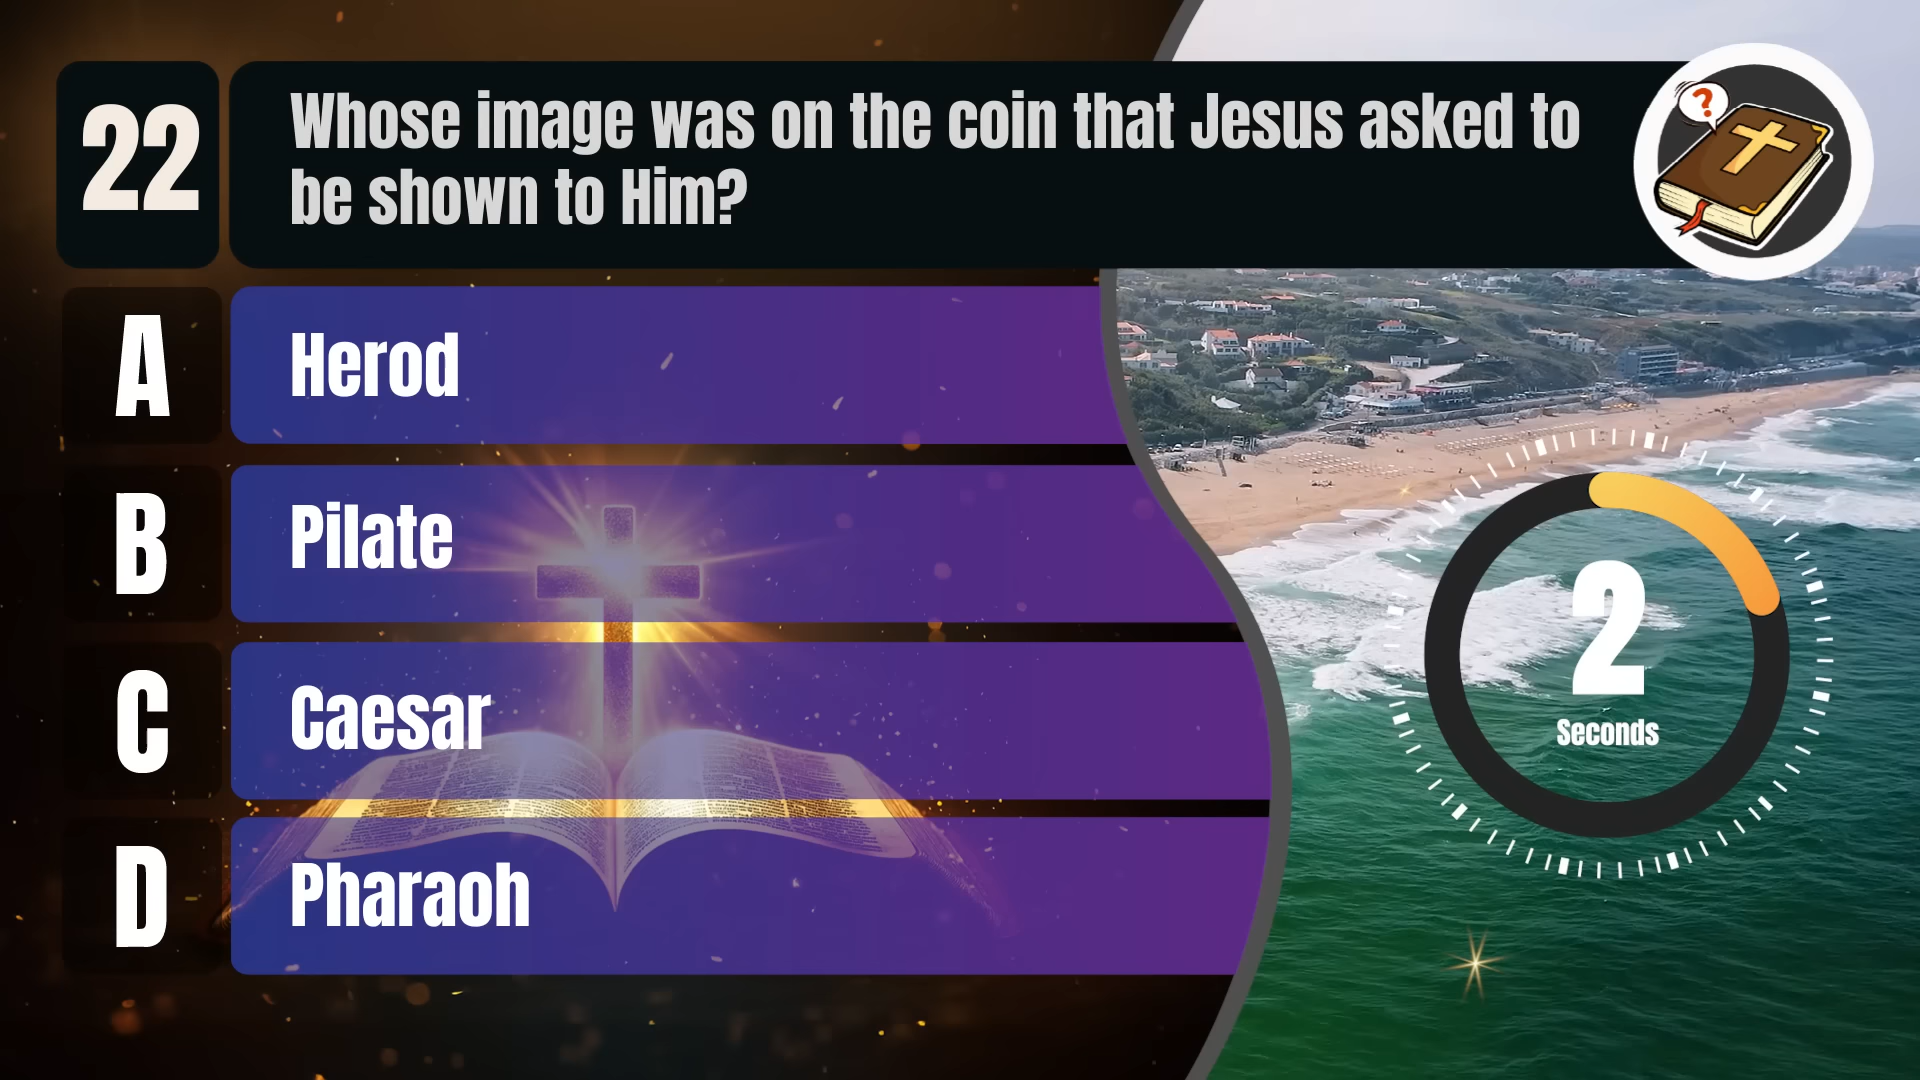 22
Whose image was on the coin that Jesus asked to
be shown to Him?
?
A
Herod
B
Pilate
C
Caesar
D
Pharaoh
2
Seconds